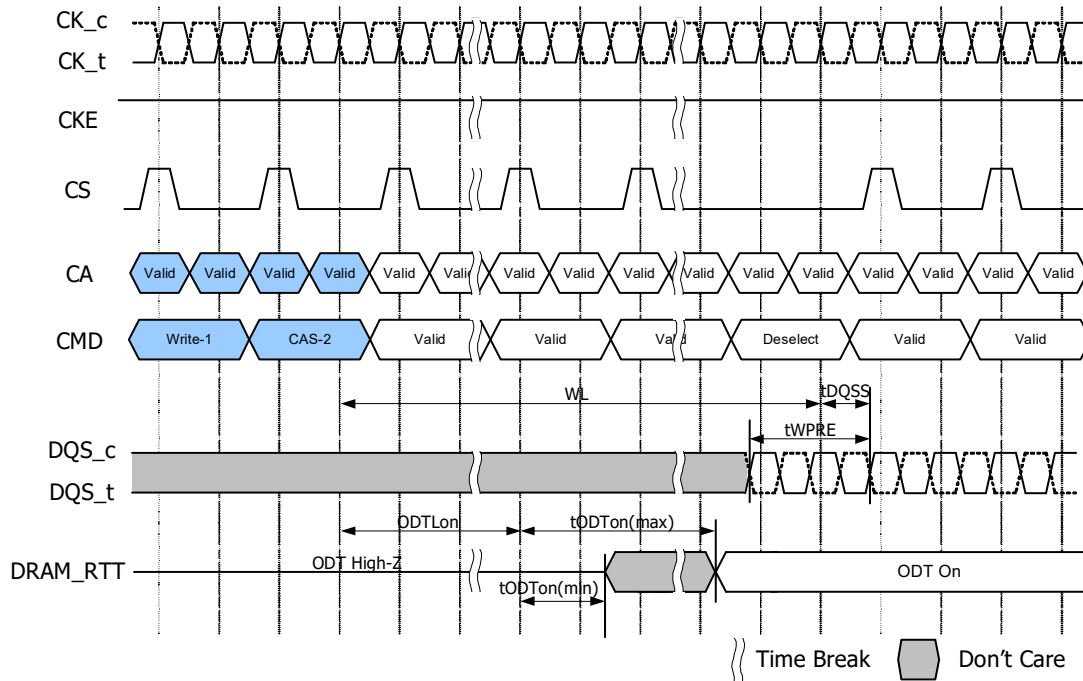 CK_c
CK_t
CKE
CS
CA Valid Valid Valid Valid Valid Valid Valid Valid Valid Valid Valid Valid Valid Valid Valid Valid
CMD Write-1 CAS-2 Valid Valid Valid Deselect Valid Valid
WL tDQSS
tWPRE
DQS_c
DQS_t
ODTLon tODTon(max)
DRAM_RTT ODT High-Z ODT On
tODTon(min)
Time Break Don't Care